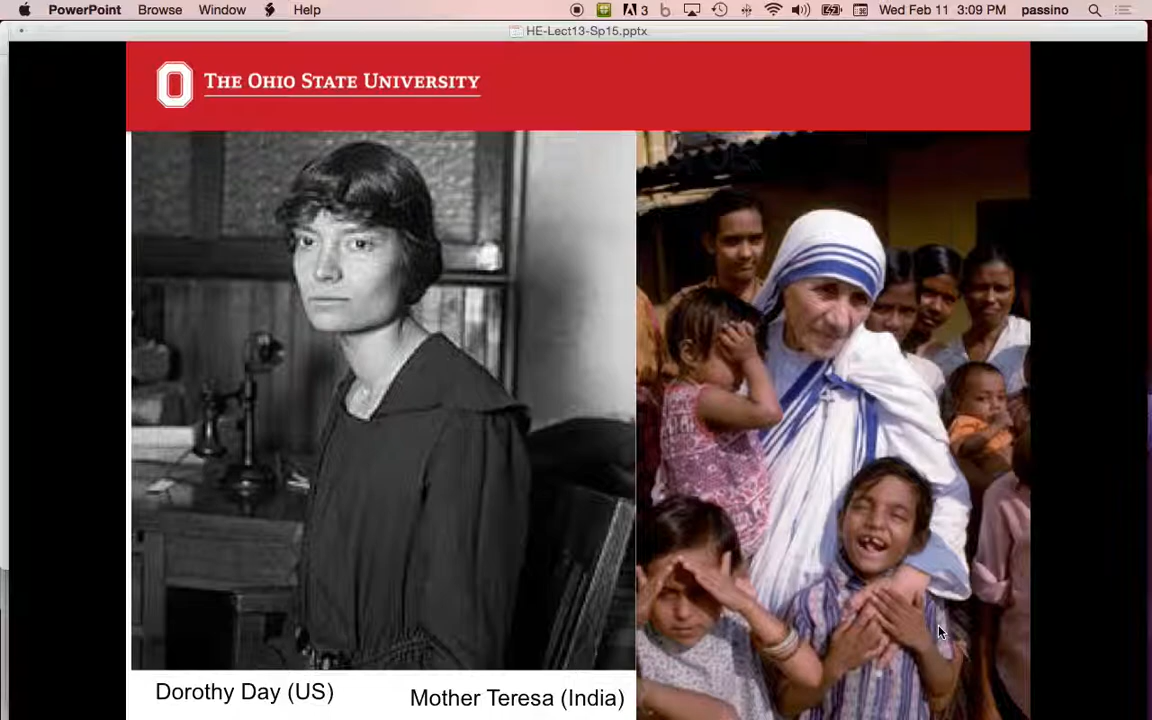 PowerPoint Browse Window Help 3 Wed Feb 11 3:09 PM passino
HE-Lect13-Sp15.pptx
THE OHIO STATE UNIVERSITY
Dorothy Day (US)
Mother Teresa (India)